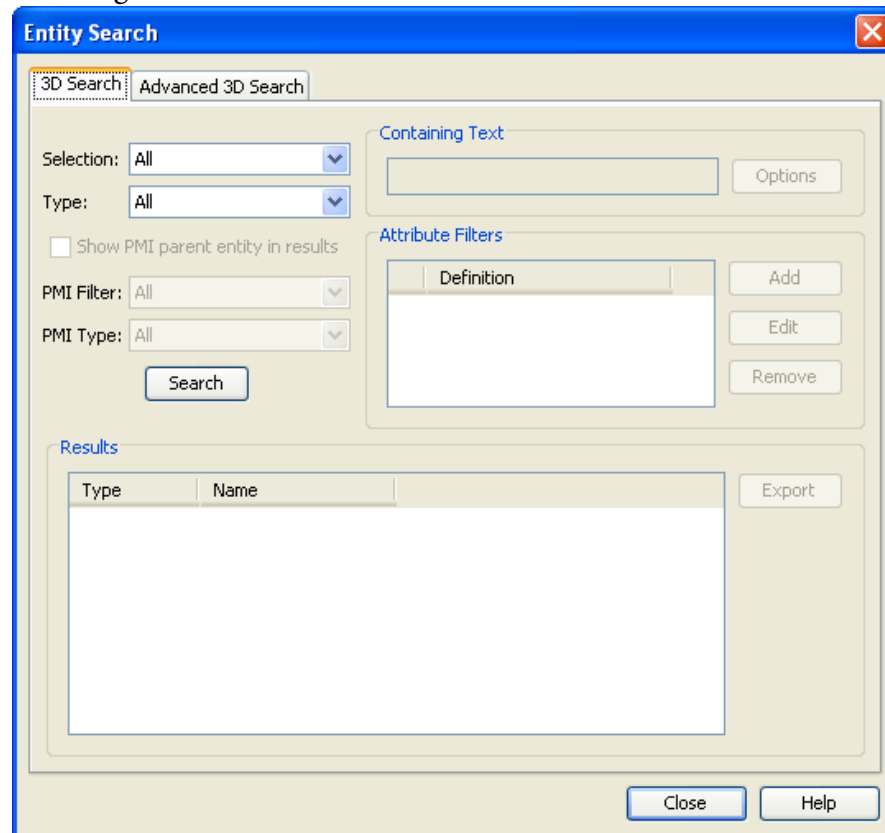 Entity Search
3D Search
Advanced 3D Search
Selection: All
Type: All
Show PMI parent entity in results
PMI Filter: All
PMI Type: All
Search
Containing Text
Options
Attribute Filters
Definition
Add
Edit
Remove
Results
Type Name
Export
Close Help